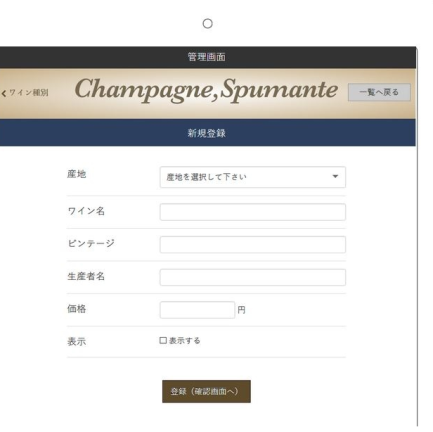 管理画面
ワイン種別
Champagne,Spumante
一覧へ戻る
新規登録
産地
産地を選択して下さい
ワイン名
ビンテージ
生産者名
価格
円
表示
表示する
登録（確認画面へ）